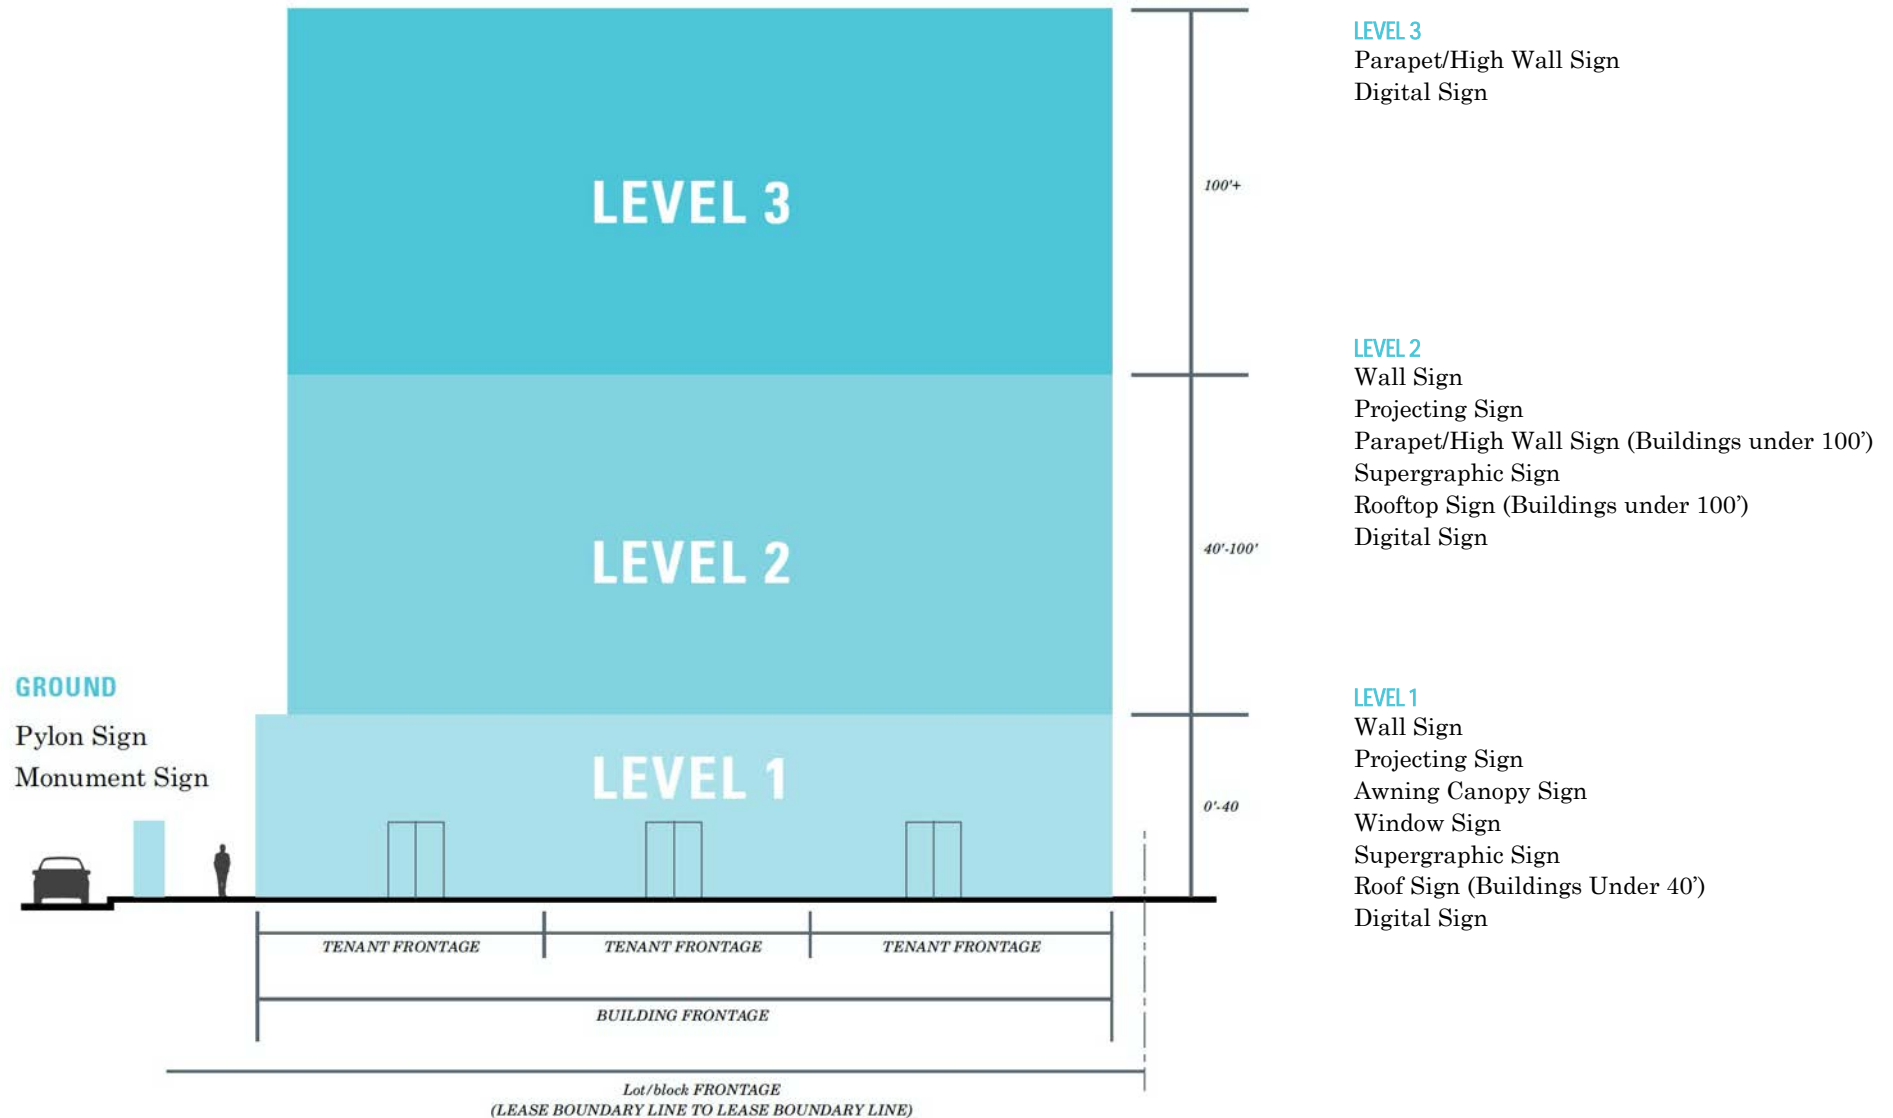 LEVEL 3
100'+
LEVEL 3
Parapet/High Wall Sign
Digital Sign
LEVEL 2
40'-100'
LEVEL 2
Wall Sign
Projecting Sign
Parapet/High Wall Sign (Buildings under 100’)
Supergraphic Sign
Rooftop Sign (Buildings under 100’)
Digital Sign
GROUND
Pylon Sign
Monument Sign
LEVEL 1
0'-40
LEVEL 1
Wall Sign
Projecting Sign
Awning Canopy Sign
Window Sign
Supergraphic Sign
Roof Sign (Buildings Under 40’)
Digital Sign
TENANT FRONTAGE
TENANT FRONTAGE
TENANT FRONTAGE
BUILDING FRONTAGE
Lot/block FRONTAGE
(LEASE BOUNDARY LINE TO LEASE BOUNDARY LINE)